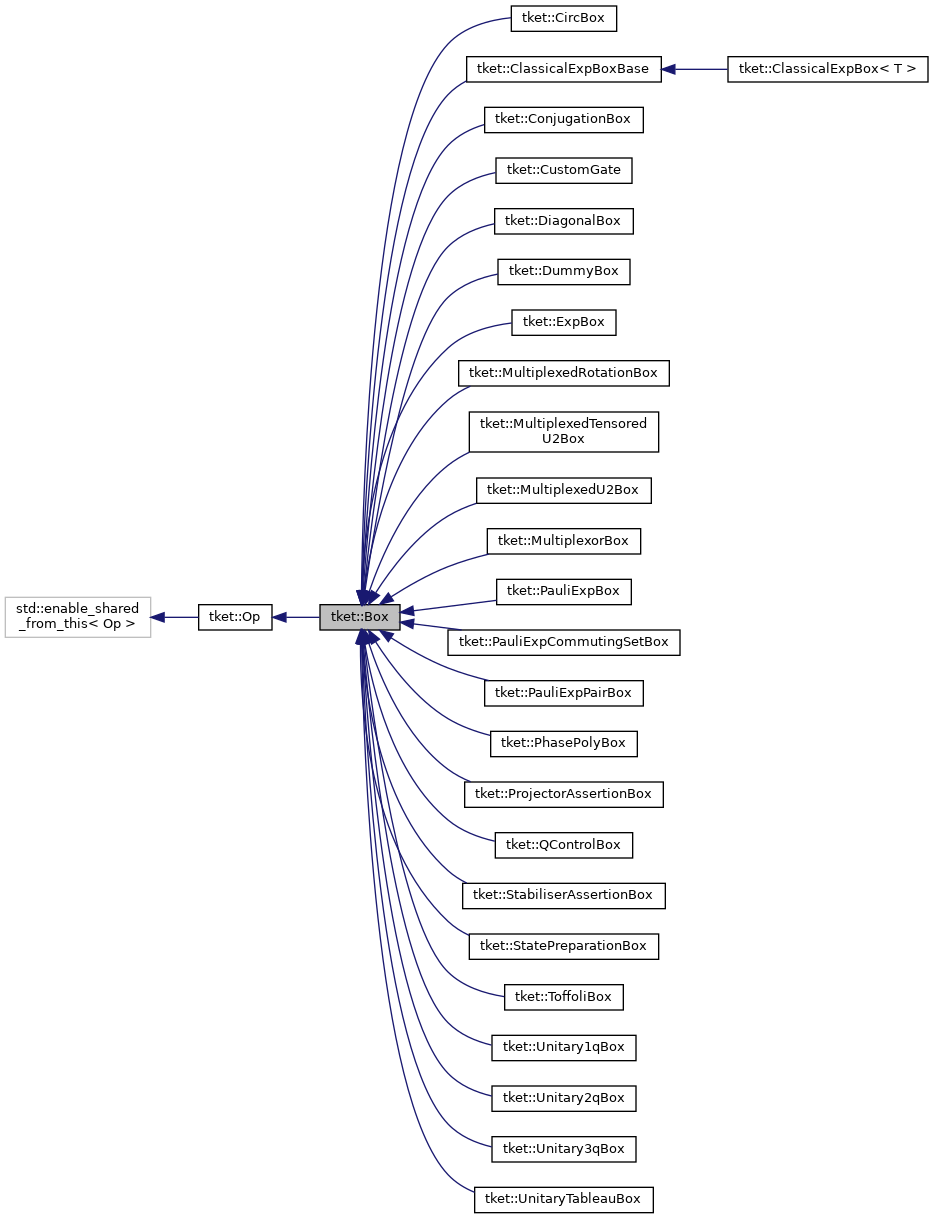 tket::CircBox
tket::ClassicalExpBoxBase
tket::ClassicalExpBox< T >
tket::ConjugationBox
tket::CustomGate
tket::DiagonalBox
tket::DummyBox
tket::ExpBox
tket::MultiplexedRotationBox
tket::MultiplexedTensored
U2Box
tket::MultiplexedU2Box
tket::MultiplexorBox
tket::PauliExpBox
std::enable_shared
_from_this< Op >
tket::Op
tket::Box
tket::PauliExpCommutingSetBox
tket::PauliExpPairBox
tket::PhasePolyBox
tket::ProjectorAssertionBox
tket::QControlBox
tket::StabiliserAssertionBox
tket::StatePreparationBox
tket::ToffoliBox
tket::Unitary1qBox
tket::Unitary2qBox
tket::Unitary3qBox
tket::UnitaryTableauBox